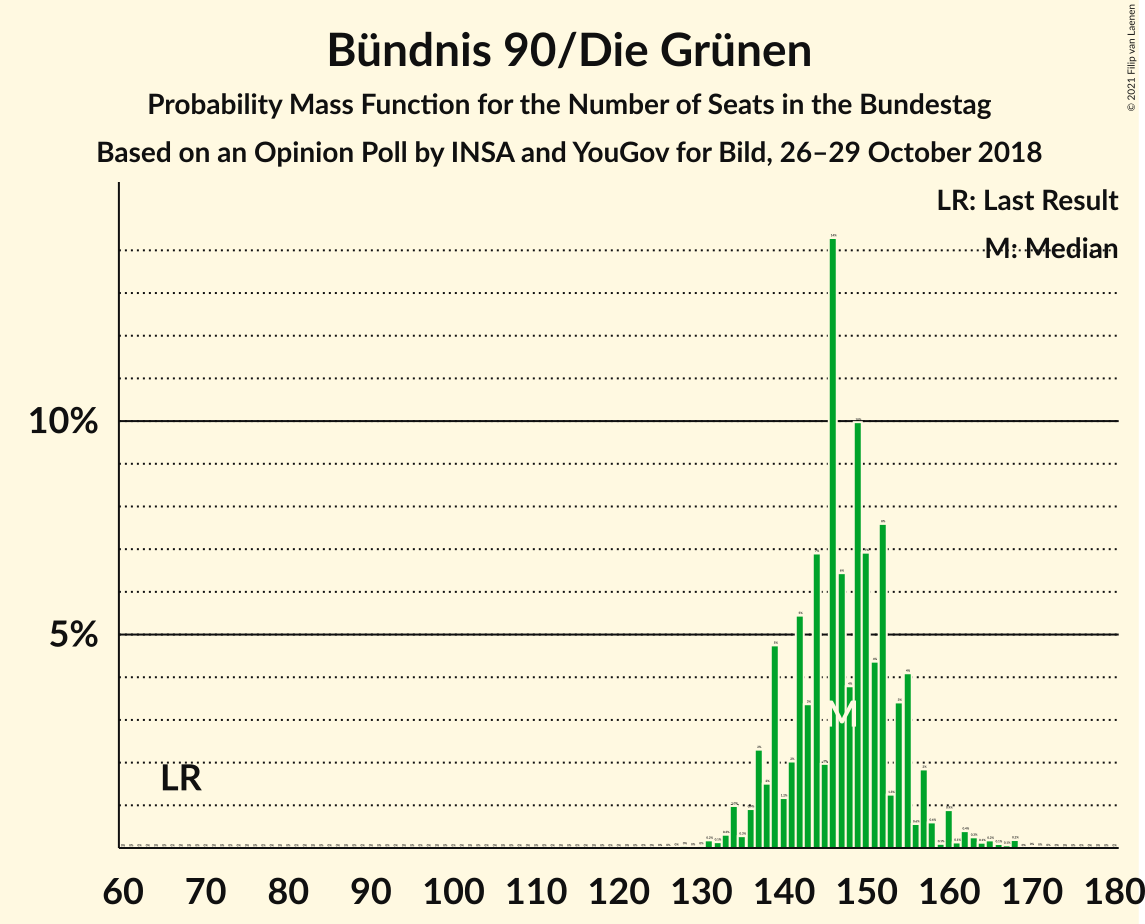 Bündnis 90/Die Grünen
Probability Mass Function for the Number of Seats in the Bundestag
Based on an Opinion Poll by INSA and YouGov for Bild, 26–29 October 2018
© 2021 Filip van Laenen
LR: Last Result
M: Median
10%
5%
LR
M
60 70 80 90 100 110 120 130 140 150 160 170 180